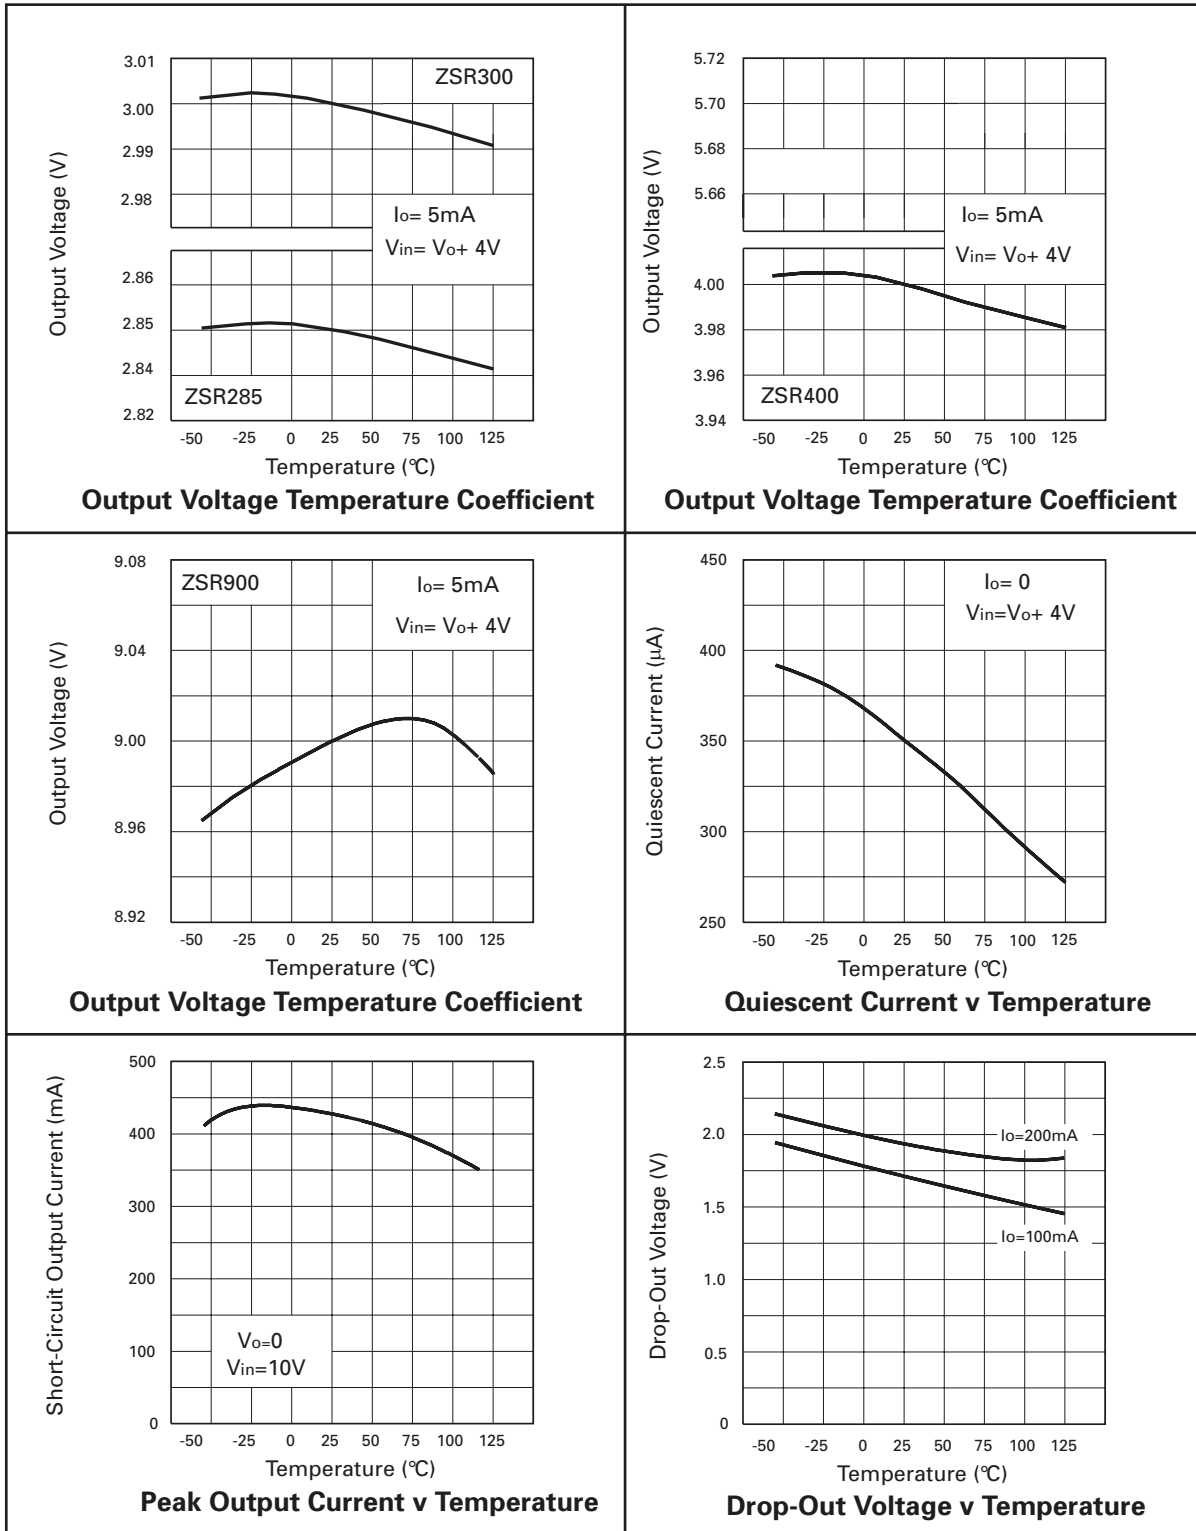 3.01
3.00
2.99
2.98
ZSR300
Io= 5mA
Vin= Vo+ 4V
2.86
2.85
2.84
2.82
ZSR285
Output Voltage (V)
-50 -25 0 25 50 75 100 125
Temperature (°C)
Output Voltage Temperature Coefficient
5.72
5.70
5.68
5.66
Io= 5mA
Vin= Vo+ 4V
4.00
3.98
3.96
3.94
ZSR400
Output Voltage (V)
-50 -25 0 25 50 75 100 125
Temperature (°C)
Output Voltage Temperature Coefficient
9.08
9.04
9.00
8.96
8.92
ZSR900
Io= 5mA
Vin= Vo+ 4V
Output Voltage (V)
-50 -25 0 25 50 75 100 125
Temperature (°C)
Output Voltage Temperature Coefficient
450
400
350
300
250
Io= 0
Vin=Vo+ 4V
Quiescent Current (µA)
-50 -25 0 25 50 75 100 125
Temperature (°C)
Quiescent Current v Temperature
500
400
300
200
100
0
Vo=0
Vin=10V
Short-Circuit Output Current (mA)
-50 -25 0 25 50 75 100 125
Temperature (°C)
Peak Output Current v Temperature
2.5
2.0
1.5
1.0
0.5
0
Io=200mA
Io=100mA
Drop-Out Voltage (V)
-50 -25 0 25 50 75 100 125
Temperature (°C)
Drop-Out Voltage v Temperature